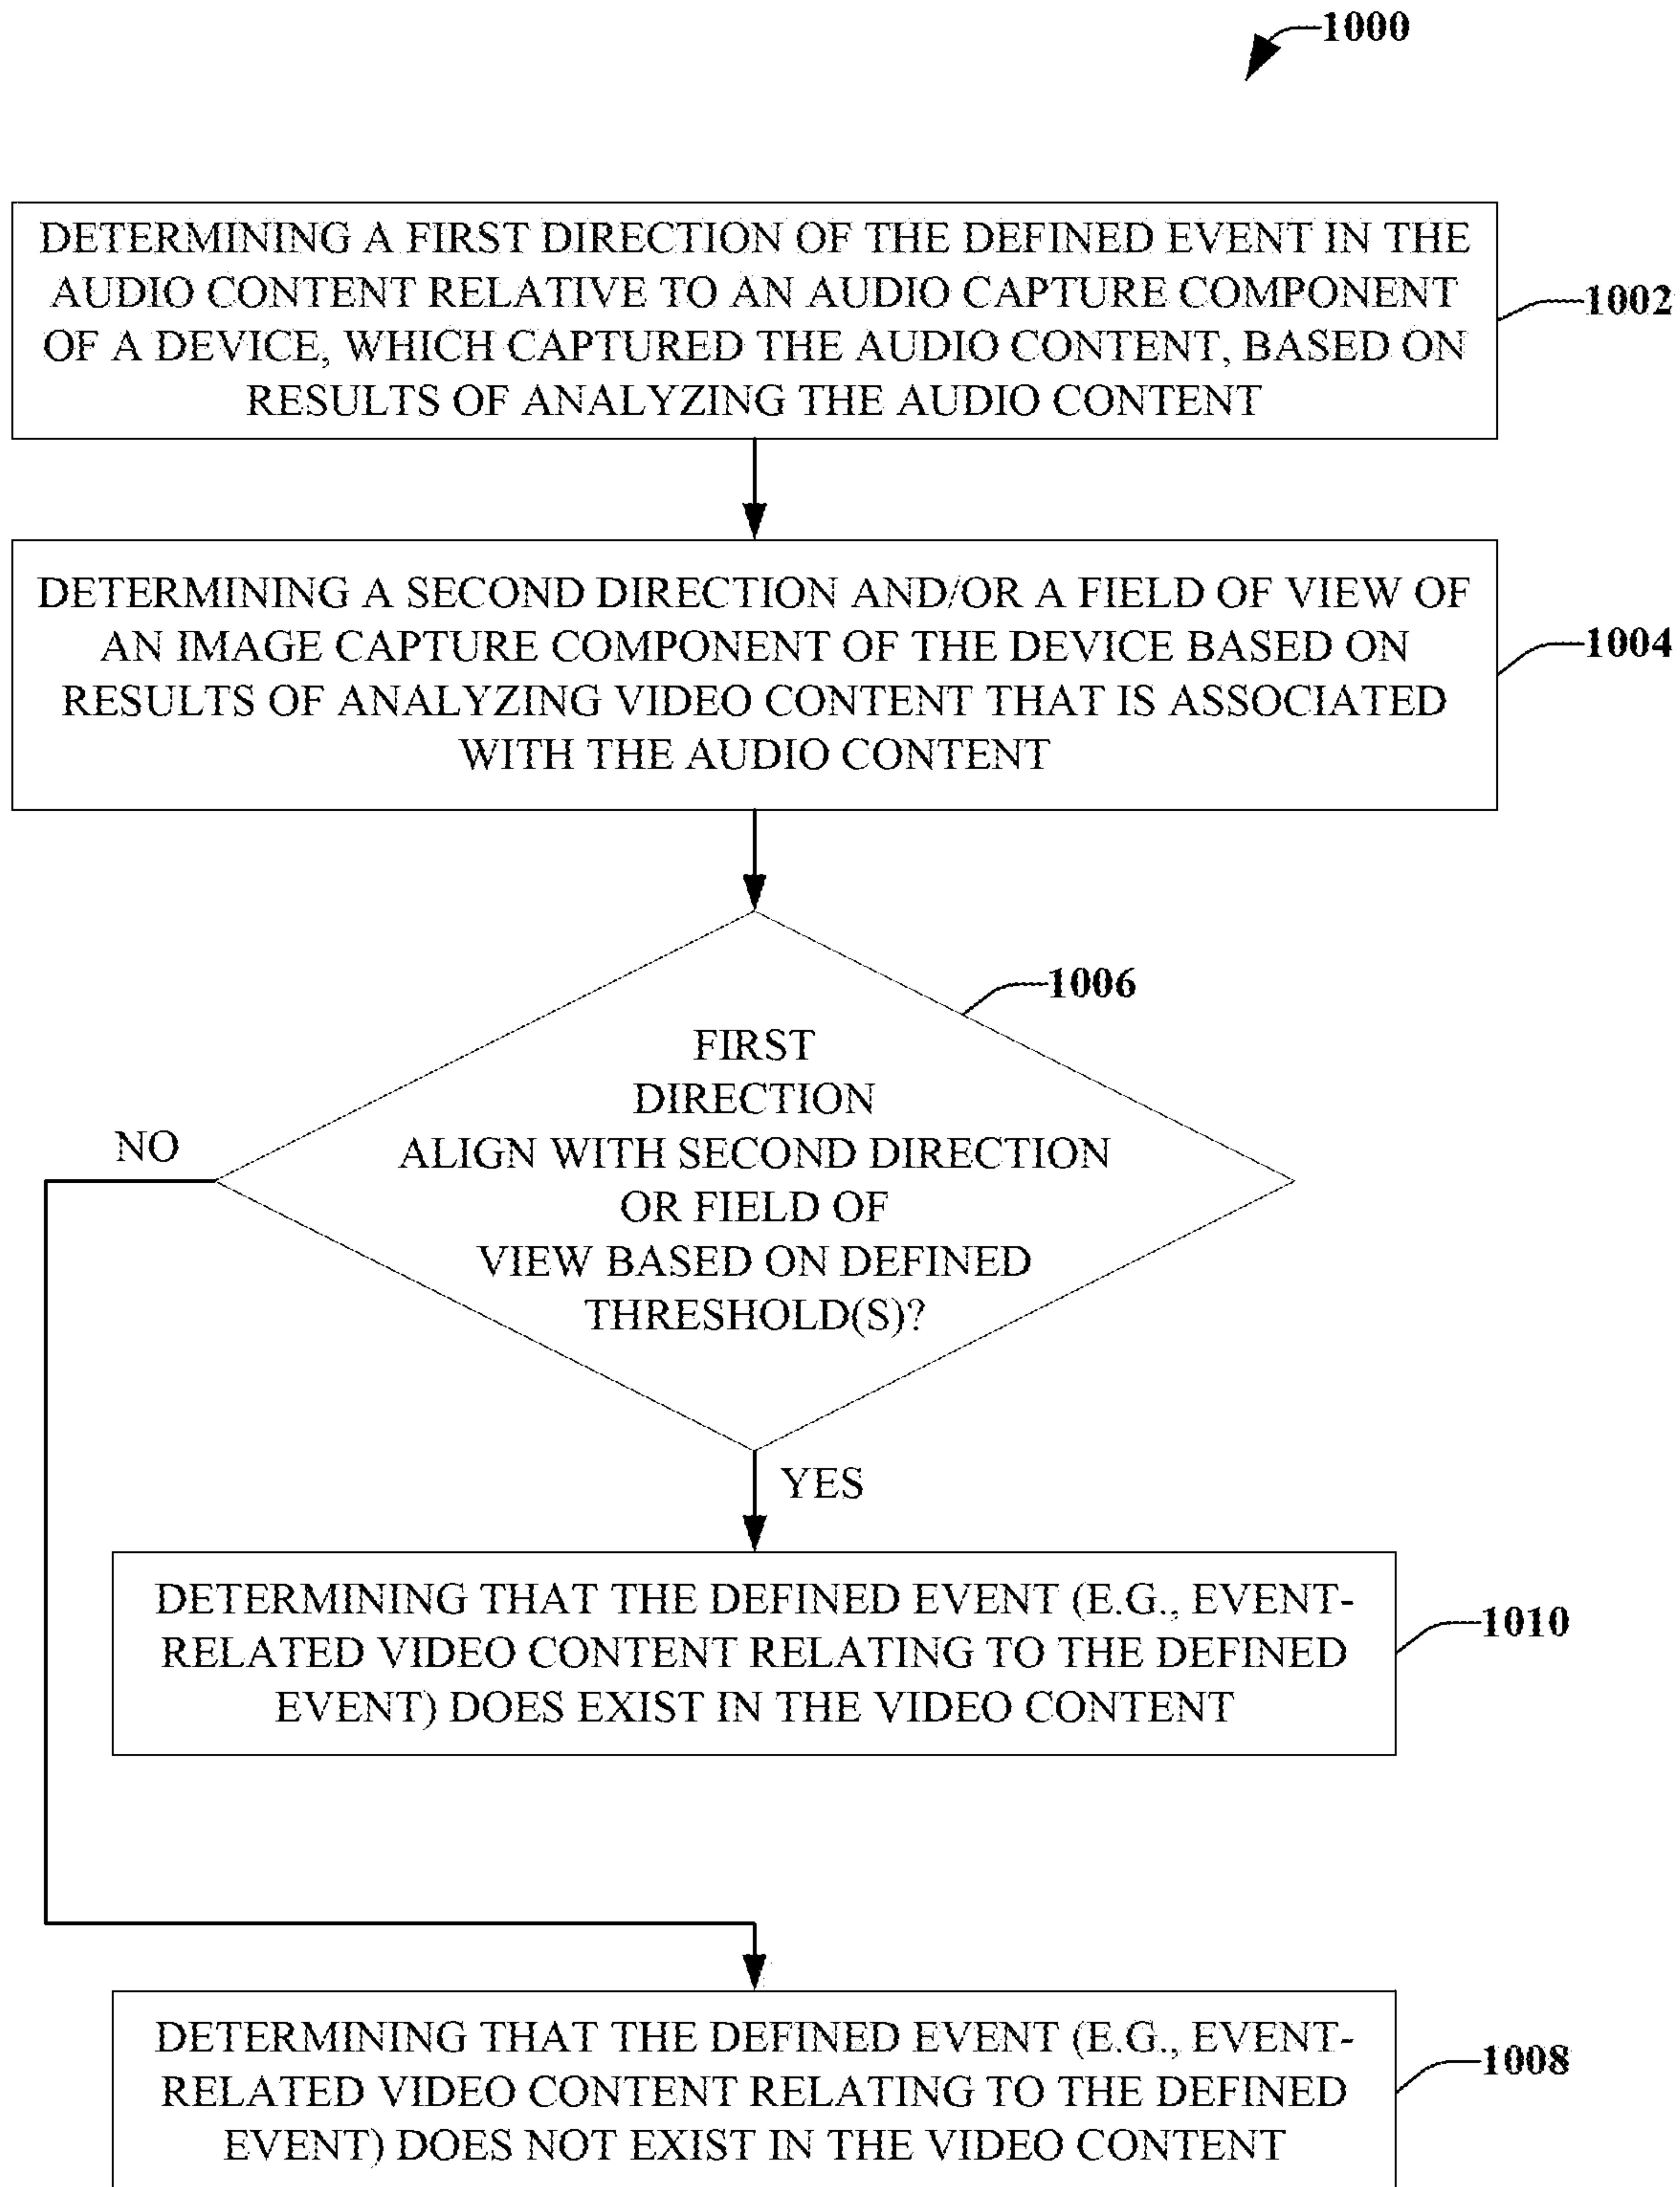 1000
DETERMINING A FIRST DIRECTION OF THE DEFINED EVENT IN THE
AUDIO CONTENT RELATIVE TO AN AUDIO CAPTURE COMPONENT
OF A DEVICE, WHICH CAPTURED THE AUDIO CONTENT, BASED ON
RESULTS OF ANALYZING THE AUDIO CONTENT
1002
DETERMINING A SECOND DIRECTION AND/OR A FIELD OF VIEW OF
AN IMAGE CAPTURE COMPONENT OF THE DEVICE BASED ON
RESULTS OF ANALYZING VIDEO CONTENT THAT IS ASSOCIATED
WITH THE AUDIO CONTENT
1004
1006
FIRST
DIRECTION
ALIGN WITH SECOND DIRECTION
OR FIELD OF
VIEW BASED ON DEFINED
THRESHOLD(S)?
NO
YES
DETERMINING THAT THE DEFINED EVENT (E.G., EVENT-
RELATED VIDEO CONTENT RELATING TO THE DEFINED
EVENT) DOES EXIST IN THE VIDEO CONTENT
1010
DETERMINING THAT THE DEFINED EVENT (E.G., EVENT-
RELATED VIDEO CONTENT RELATING TO THE DEFINED
EVENT) DOES NOT EXIST IN THE VIDEO CONTENT
1008